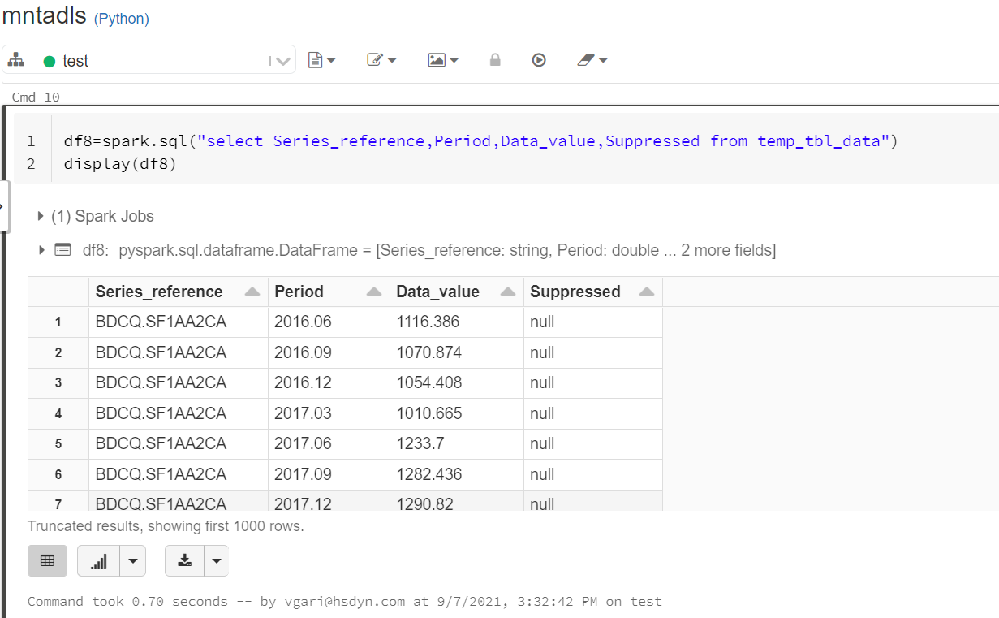 mntadls (Python)
test
Cmd 10
1 df8=spark.sql("select Series_reference,Period,Data_value,Suppressed from temp_tbl_data")
2 display(df8)
(1) Spark Jobs
df8: pyspark.sql.dataframe.DataFrame = [Series_reference: string, Period: double ... 2 more fields]
Series_reference Period Data_value Suppressed
1 BDCQ.SF1AA2CA 2016.06 1116.386 null
2 BDCQ.SF1AA2CA 2016.09 1070.874 null
3 BDCQ.SF1AA2CA 2016.12 1054.408 null
4 BDCQ.SF1AA2CA 2017.03 1010.665 null
5 BDCQ.SF1AA2CA 2017.06 1233.7 null
6 BDCQ.SF1AA2CA 2017.09 1282.436 null
7 BDCQ.SF1AA2CA 2017.12 1290.82 null
Truncated results, showing first 1000 rows.
Command took 0.70 seconds -- by vgari@hsdyn.com at 9/7/2021, 3:32:42 PM on test